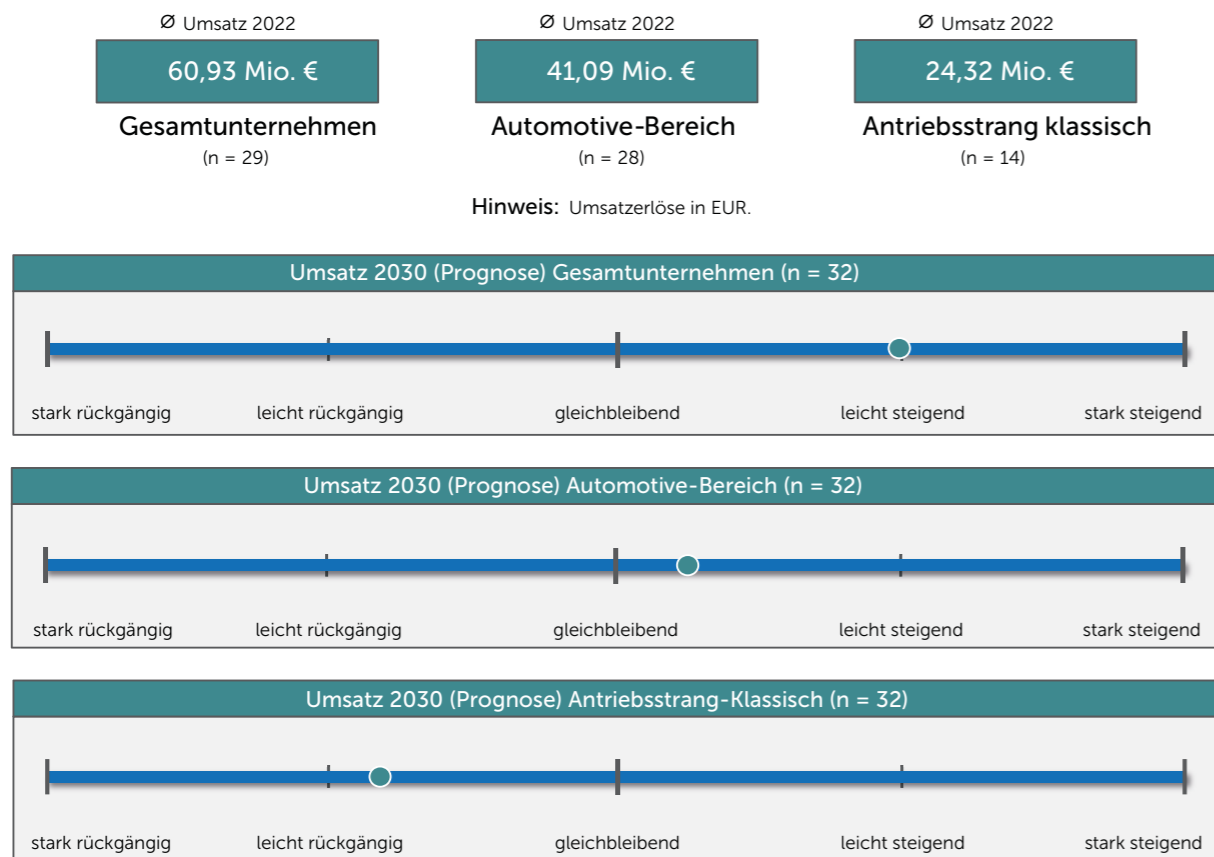 Ø Umsatz 2022 Ø Umsatz 2022 Ø Umsatz 2022
60,93 Mio. € 41,09 Mio. € 24,32 Mio. €
Gesamtunternehmen Automotive-Bereich Antriebsstrang klassisch
(n = 29) (n = 28) (n = 14)
Hinweis: Umsatzerlöse in EUR.
Umsatz 2030 (Prognose) Gesamtunternehmen (n = 32)
stark rückgängig leicht rückgängig gleichbleibend leicht steigend stark steigend
Umsatz 2030 (Prognose) Automotive-Bereich (n = 32)
stark rückgängig leicht rückgängig gleichbleibend leicht steigend stark steigend
Umsatz 2030 (Prognose) Antriebsstrang-Klassisch (n = 32)
stark rückgängig leicht rückgängig gleichbleibend leicht steigend stark steigend